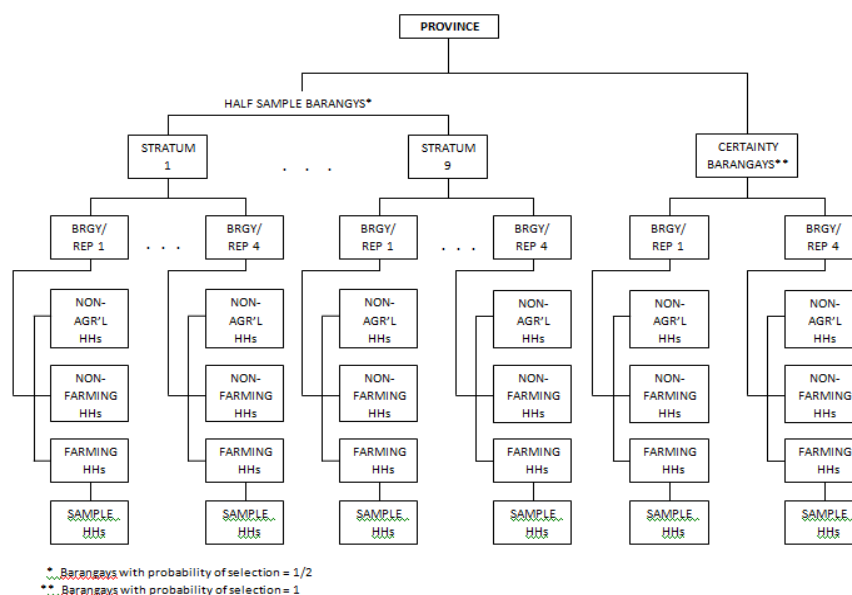 PROVINCE
HALF SAMPLE BARANGYS*
STRATUM
1
. . .
STRATUM
9
CERTAINTY
BARANGAYS**
BRGY/
REP 1
. . .
BRGY/
REP 4
BRGY/
REP 1
. . .
BRGY/
REP 4
BRGY/
REP 1
BRGY/
REP 4
NON-
AGR'L
HHs
NON-
AGR'L
HHs
NON-
AGR'L
HHs
NON-
AGR'L
HHs
NON-
AGR'L
HHs
NON-
AGR'L
HHs
NON-
FARMING
HHs
NON-
FARMING
HHs
NON-
FARMING
HHs
NON-
FARMING
HHs
NON-
FARMING
HHs
NON-
FARMING
HHs
FARMING
HHs
FARMING
HHs
FARMING
HHs
FARMING
HHs
FARMING
HHs
FARMING
HHs
SAMPLE
HHs
SAMPLE
HHs
SAMPLE
HHs
SAMPLE
HHs
SAMPLE
HHs
SAMPLE
HHs
* Barangays with probability of selection = 1/2
** Barangays with probability of selection = 1